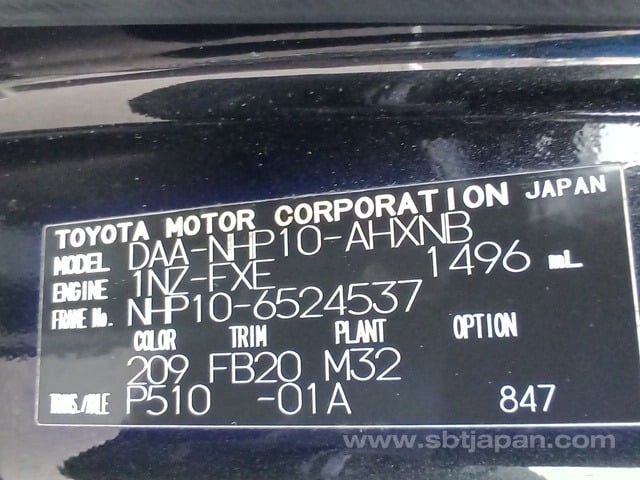 TOYOTA MOTOR CORPORATION JAPAN
MODEL DAA-NHP10-AHXNB
ENGINE 1NZ-FXE 1496 mL
FRAME No. NHP10-6524537
COLOR TRIM PLANT OPTION
209 FB20 M32
TRANS./AXLE P510 -01A 847
www.sbtjapan.com